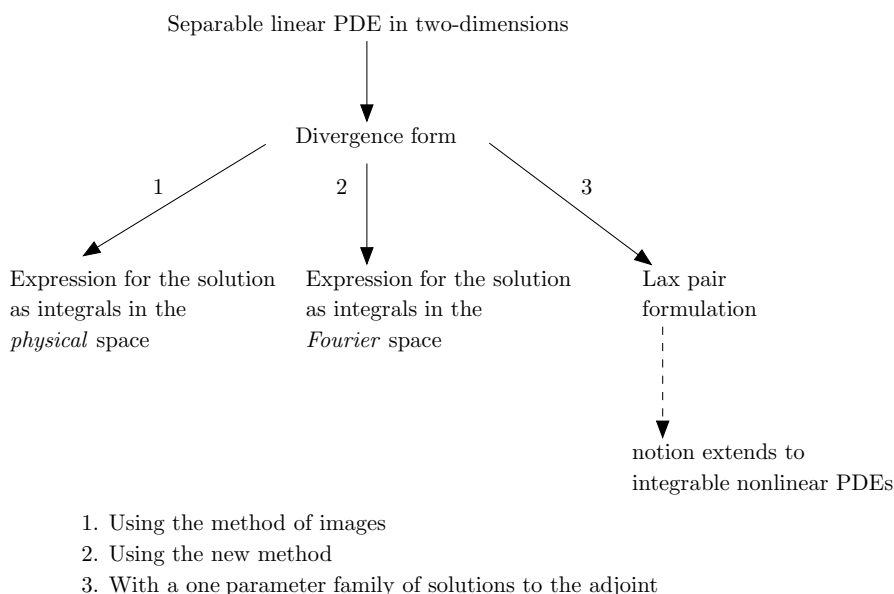 Separable linear PDE in two-dimensions
Divergence form
1
2
3
Expression for the solution
as integrals in the
physical space
Expression for the solution
as integrals in the
Fourier space
Lax pair
formulation
notion extends to
integrable nonlinear PDEs
1. Using the method of images
2. Using the new method
3. With a one parameter family of solutions to the adjoint